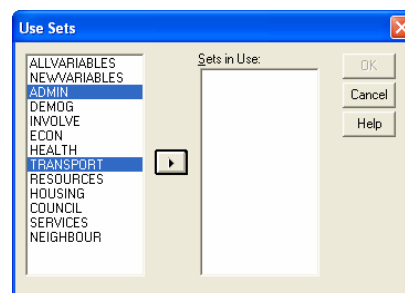 Use Sets
ALLVARIABLES
NEWVARIABLES
ADMIN
DEMOG
INVOLVE
ECON
HEALTH
TRANSPORT
RESOURCES
HOUSING
COUNCIL
SERVICES
NEIGHBOUR
Sets in Use:
OK
Cancel
Help